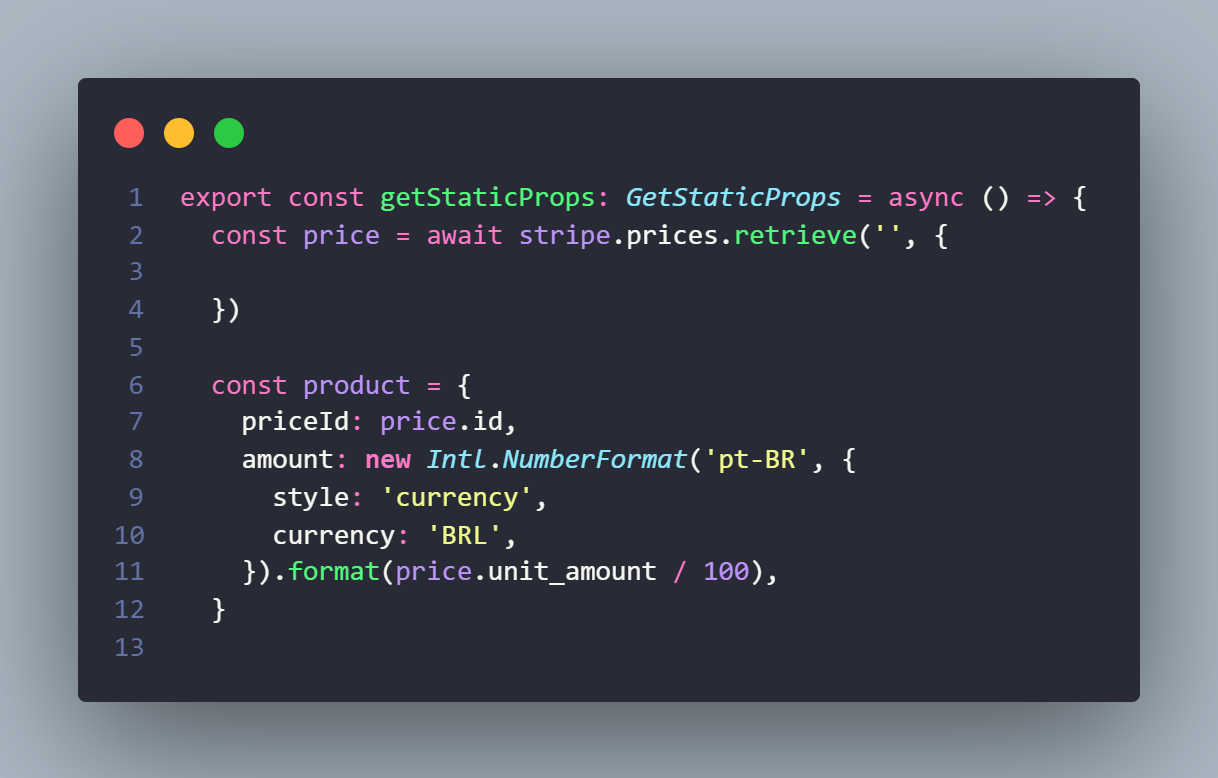 1 export const getStaticProps: GetStaticProps = async () => {
2 const price = await stripe.prices.retrieve('', {
3
4 })
5
6 const product = {
7 priceId: price.id,
8 amount: new Intl.NumberFormat('pt-BR', {
9 style: 'currency',
10 currency: 'BRL',
11 }).format(price.unit_amount / 100),
12 }
13